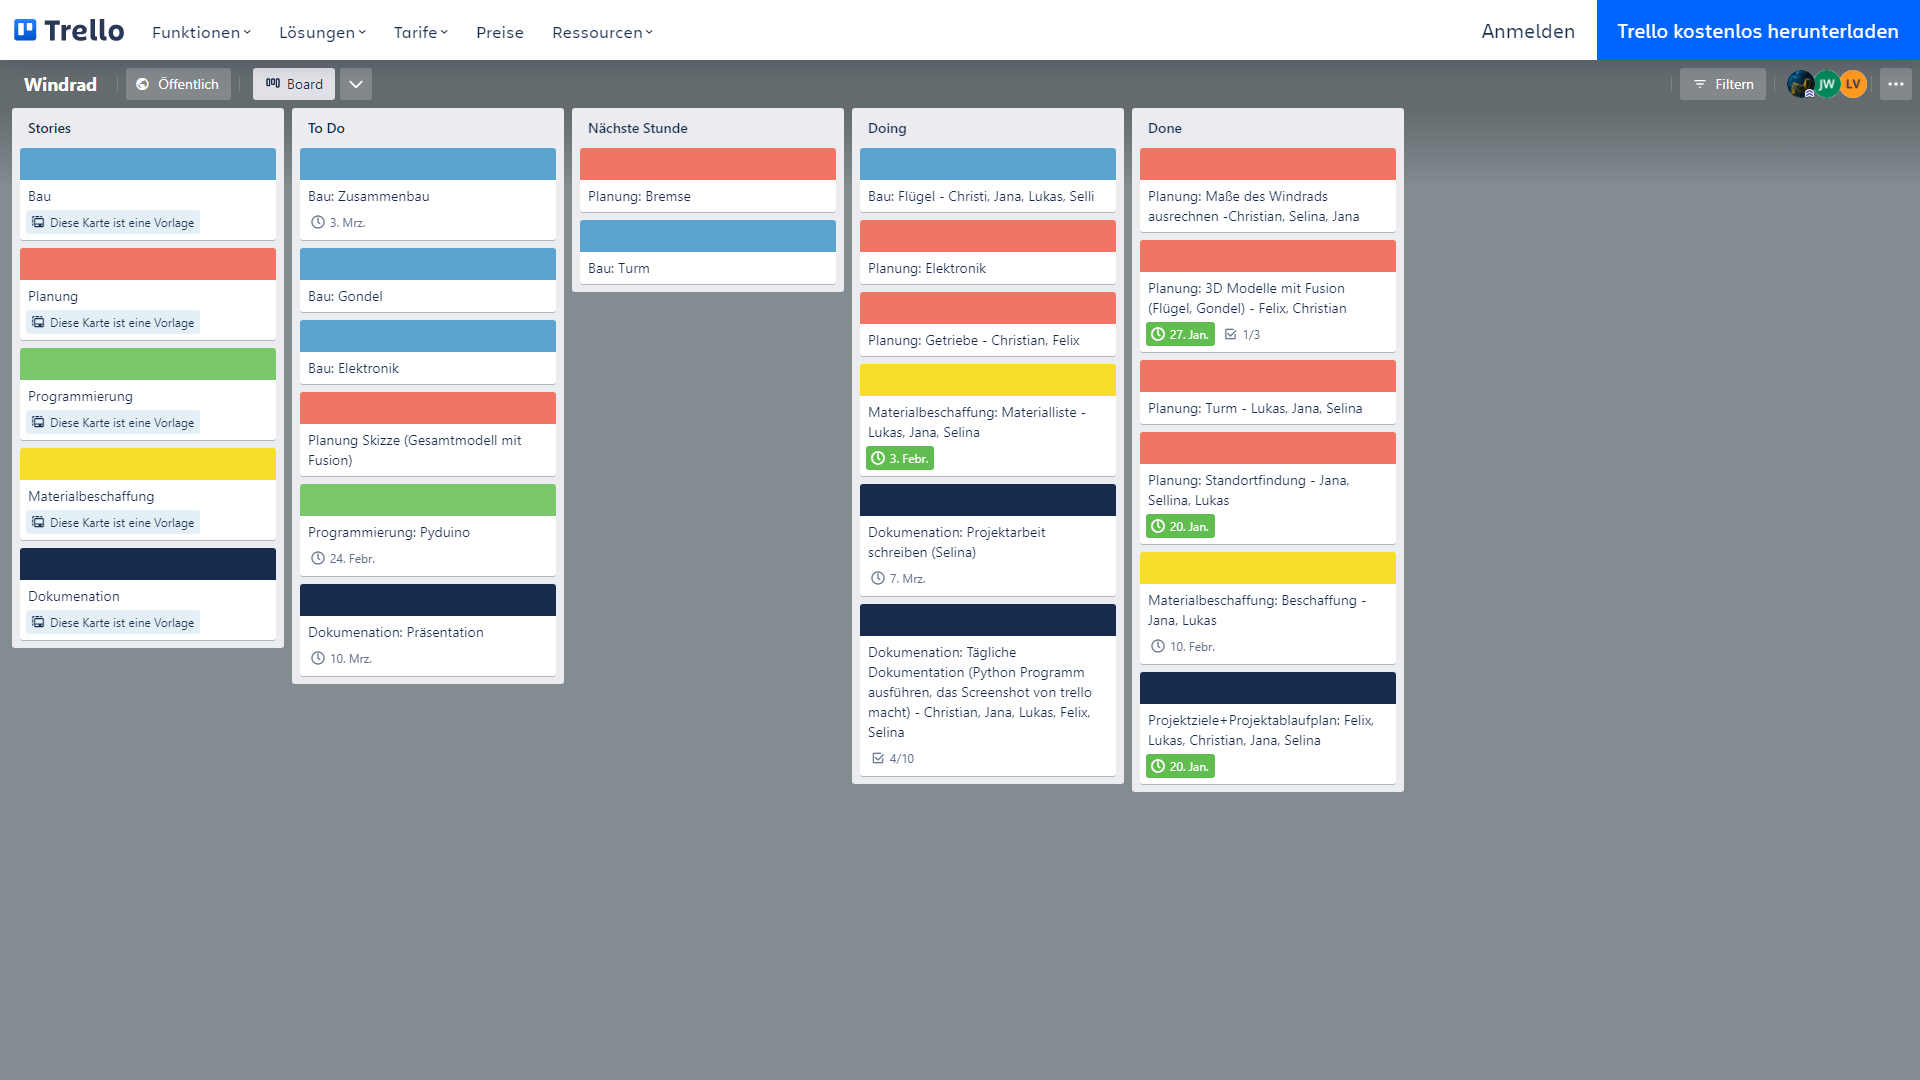 Trello
Funktionen
Lösungen
Tarife
Preise
Ressourcen
Anmelden
Trello kostenlos herunterladen
Windrad
Öffentlich
Board
Filtern
JW
LV
Stories
Bau
Diese Karte ist eine Vorlage
Planung
Diese Karte ist eine Vorlage
Programmierung
Diese Karte ist eine Vorlage
Materialbeschaffung
Diese Karte ist eine Vorlage
Dokumenation
Diese Karte ist eine Vorlage
To Do
Bau: Zusammenbau
3. Mrz.
Bau: Gondel
Bau: Elektronik
Planung Skizze (Gesamtmodell mit
Fusion)
Programmierung: Pyduino
24. Febr.
Dokumenation: Präsentation
10. Mrz.
Nächste Stunde
Planung: Bremse
Bau: Turm
Doing
Bau: Flügel - Christi, Jana, Lukas, Selli
Planung: Elektronik
Planung: Getriebe - Christian, Felix
Materialbeschaffung: Materialliste -
Lukas, Jana, Selina
3. Febr.
Dokumenation: Projektarbeit
schreiben (Selina)
7. Mrz.
Dokumenation: Tägliche
Dokumentation (Python Programm
ausführen, das Screenshot von trello
macht) - Christian, Jana, Lukas, Felix,
Selina
4/10
Done
Planung: Maße des Windrads
ausrechnen -Christian, Selina, Jana
Planung: 3D Modelle mit Fusion
(Flügel, Gondel) - Felix, Christian
27. Jan. 1/3
Planung: Turm - Lukas, Jana, Selina
Planung: Standortfindung - Jana,
Sellina, Lukas
20. Jan.
Materialbeschaffung: Beschaffung -
Jana, Lukas
10. Febr.
Projektziele+Projektablaufplan: Felix,
Lukas, Christian, Jana, Selina
20. Jan.